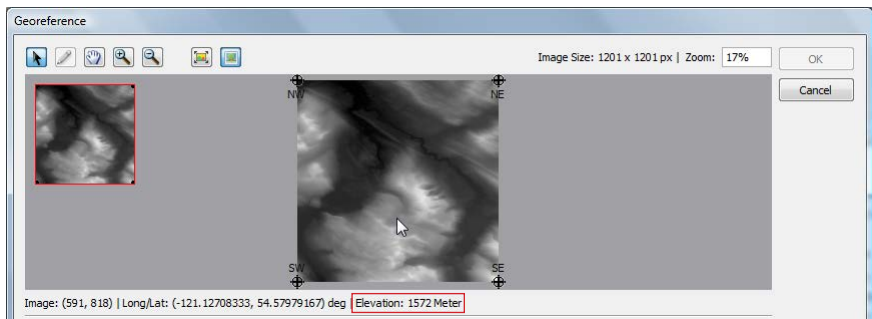 Georeference
Image Size: 1201 x 1201 px | Zoom: 17%
OK
Cancel
NW
NE
SW
SE
Image: (591, 818) | Long/Lat: (-121.12708333, 54.57979167) deg | Elevation: 1572 Meter